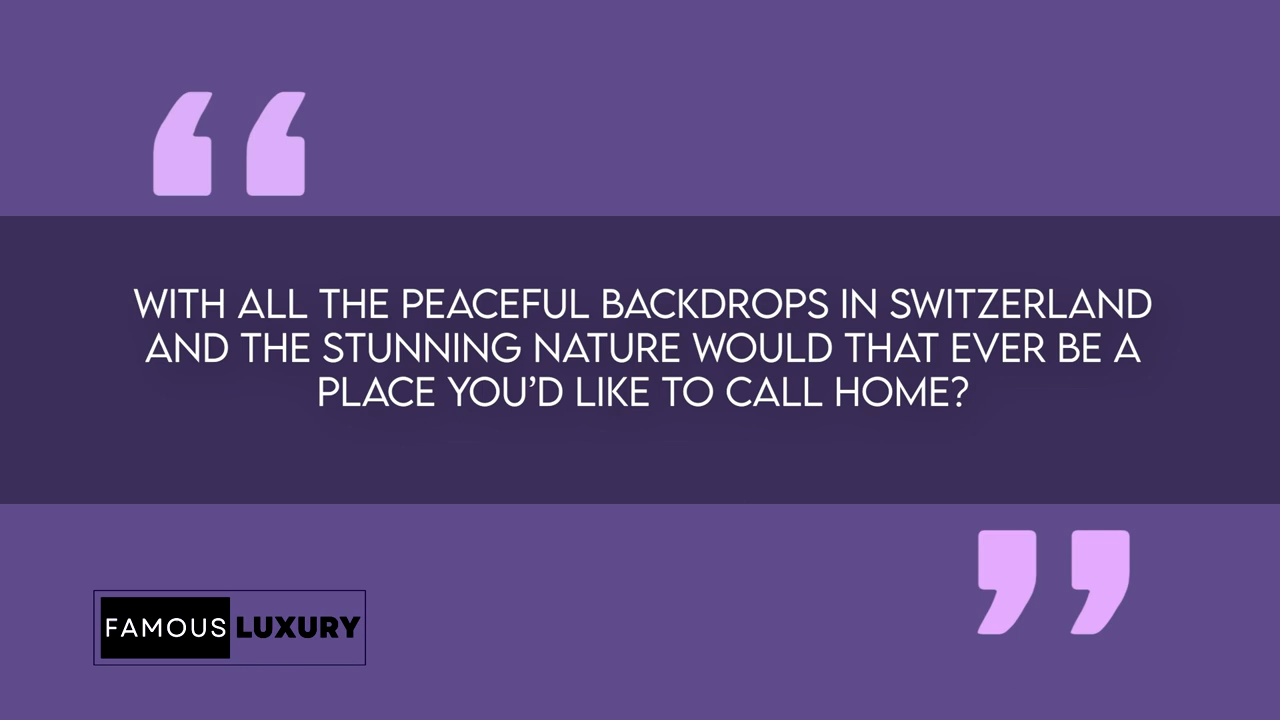 WITH ALL THE PEACEFUL BACKDROPS IN SWITZERLAND
AND THE STUNNING NATURE WOULD THAT EVER BE A
PLACE YOU’D LIKE TO CALL HOME?
FAMOUS LUXURY